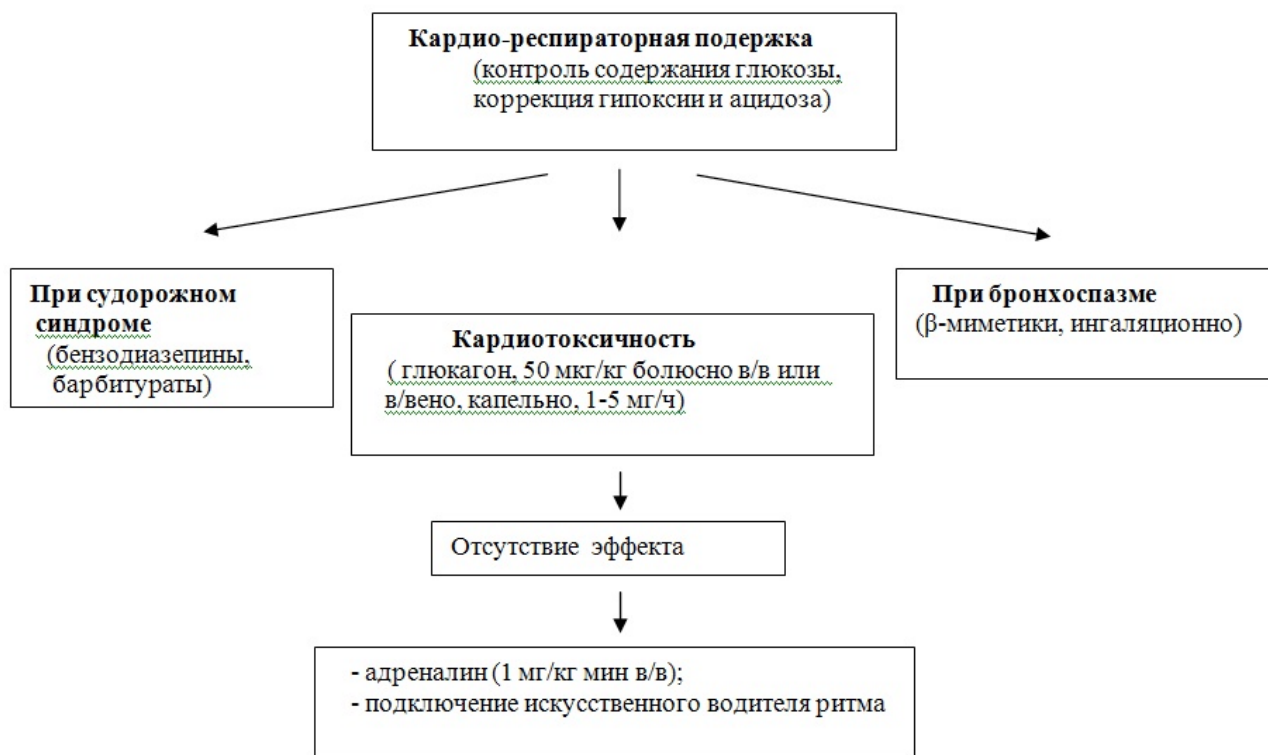 Кардио-респираторная подержка
(контроль содержания глюкозы,
коррекция гипоксии и ацидоза)
При судорожном
синдроме
(бензодиазепины,
барбитураты)
Кардиотоксичность
( глюкагон, 50 мкг/кг болюсно в/в или
в/вено, капельно, 1-5 мг/ч)
При бронхоспазме
(β-миметики, ингаляционно)
Отсутствие эффекта
- адреналин (1 мг/кг мин в/в);
- подключение искусственного водителя ритма